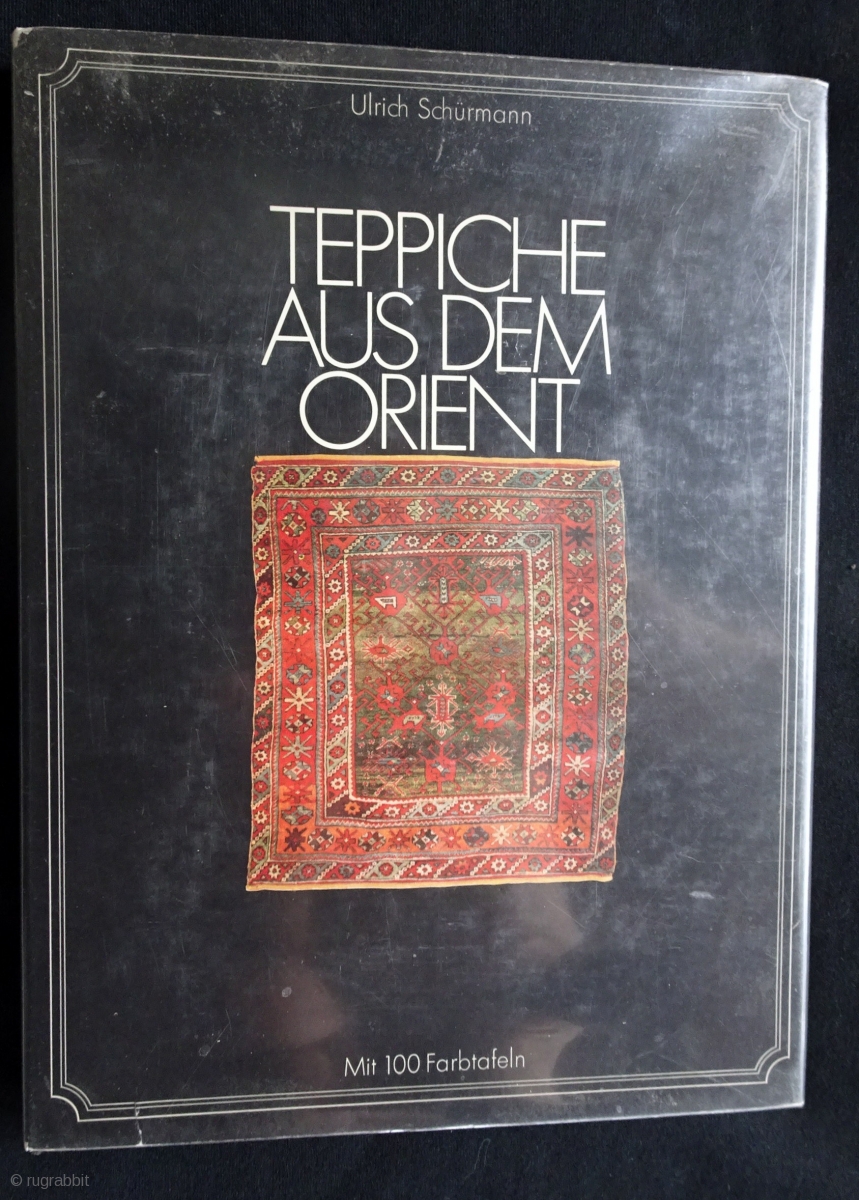 Ulrich Schürmann
TEPPICHE
AUS DEM
ORIENT
Mit 100 Farbtafeln
© rugrabbit